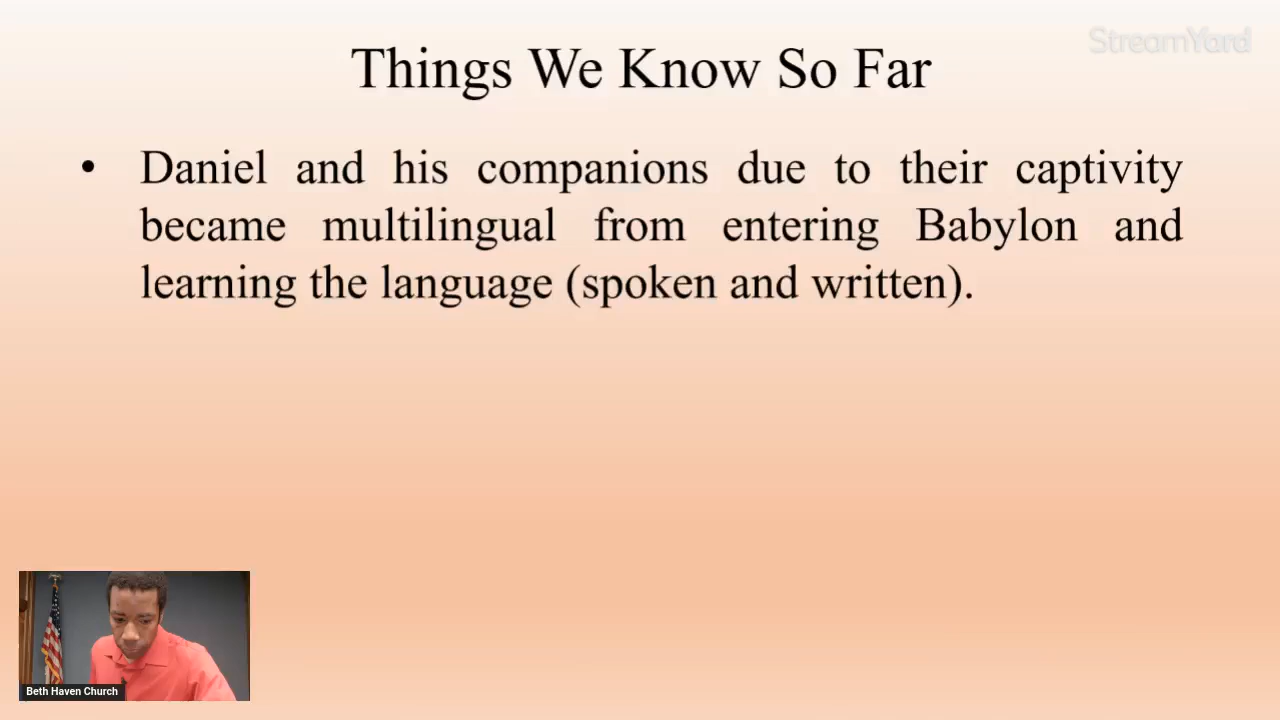 StreamYard
Things We Know So Far
• Daniel and his companions due to their captivity
became multilingual from entering Babylon and
learning the language (spoken and written).
Beth Haven Church